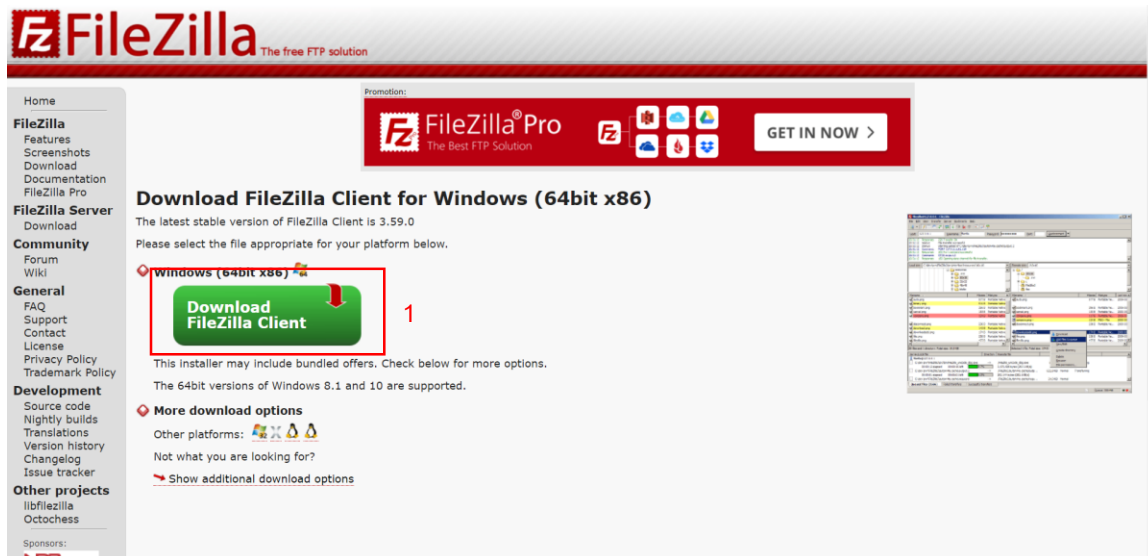 FileZilla
The free FTP solution
Home
FileZilla
Features
Screenshots
Download
Documentation
FileZilla Pro
FileZilla Server
Download
Community
Forum
Wiki
General
FAQ
Support
Contact
License
Privacy Policy
Trademark Policy
Development
Source code
Nightly builds
Translations
Version history
Changelog
Issue tracker
Other projects
libfilezilla
Octochess
Sponsors:
Promotion:
FileZilla®Pro
The Best FTP Solution
GET IN NOW >
Download FileZilla Client for Windows (64bit x86)
The latest stable version of FileZilla Client is 3.59.0
Please select the file appropriate for your platform below.
Windows (64bit x86)
Download
FileZilla Client
1
This installer may include bundled offers. Check below for more options.
The 64bit versions of Windows 8.1 and 10 are supported.
More download options
Other platforms:
Not what you are looking for?
Show additional download options